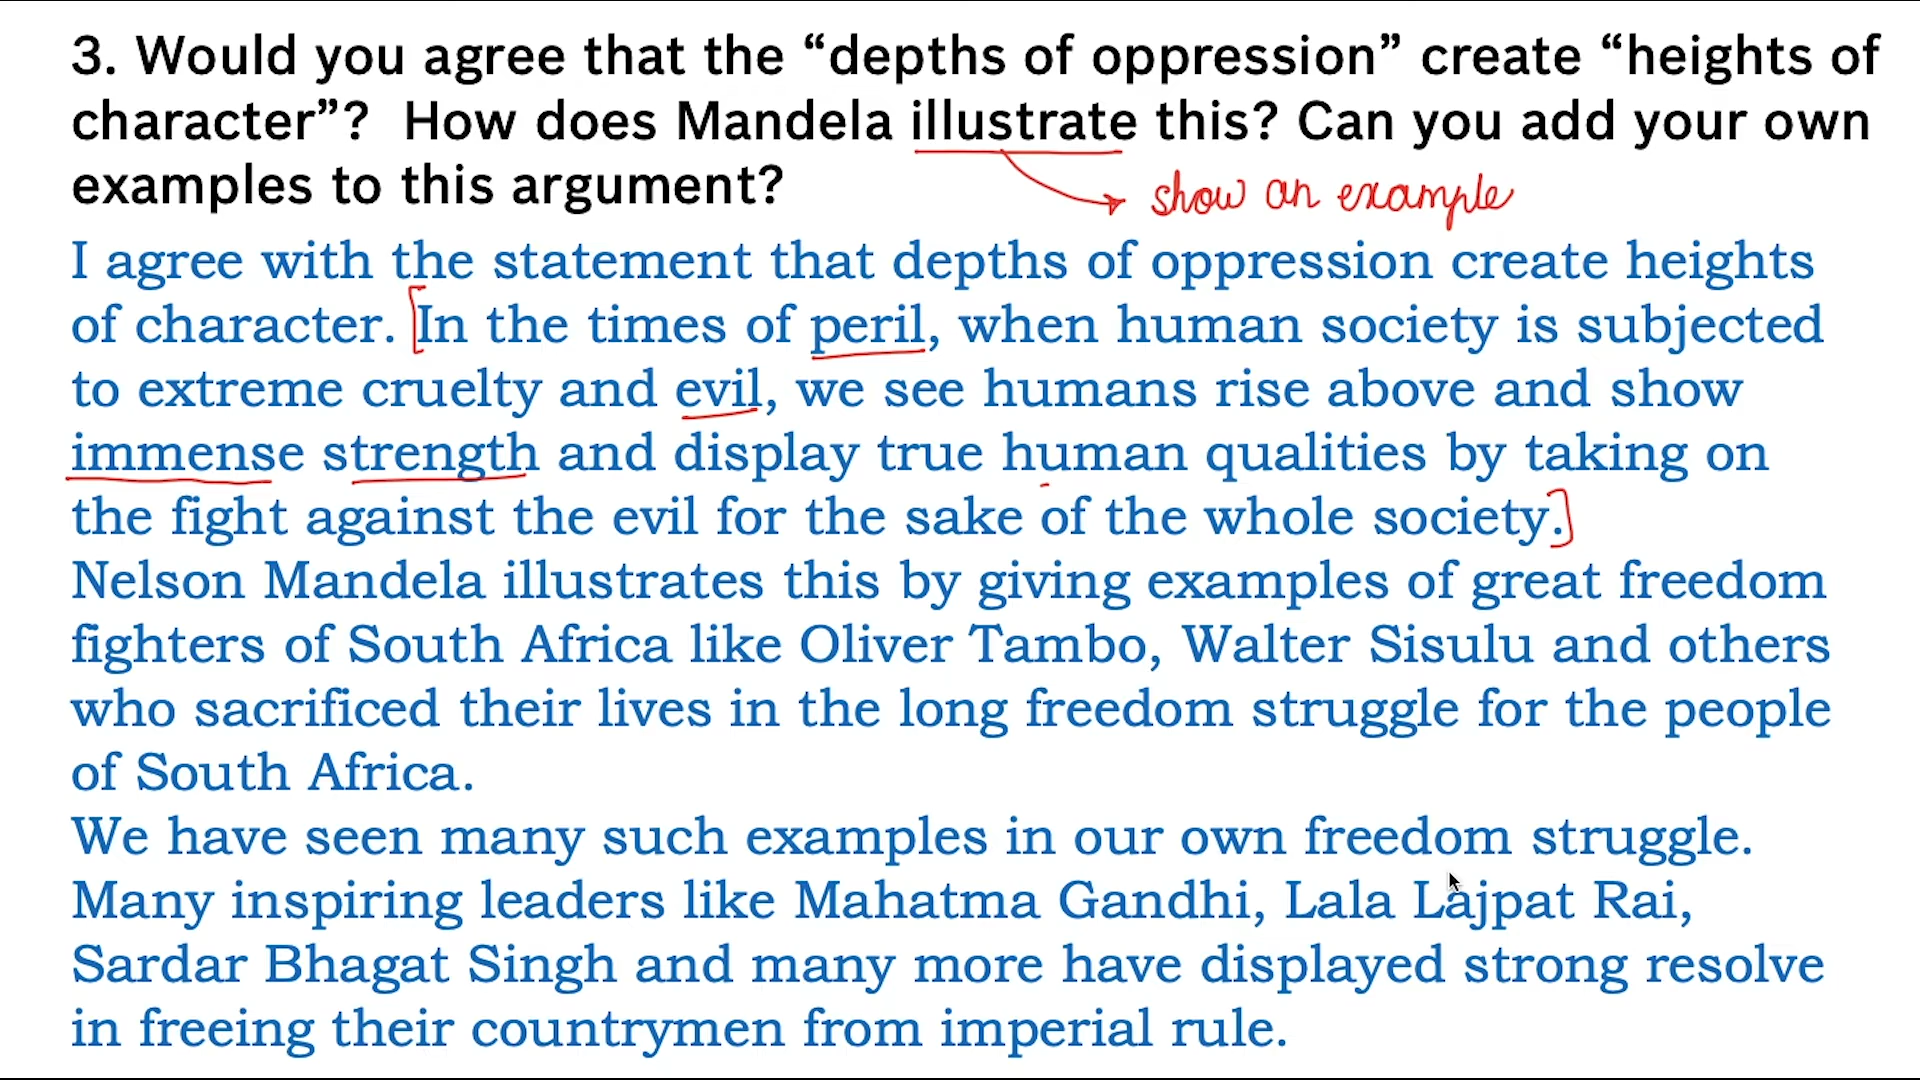 3. Would you agree that the “depths of oppression” create “heights of
character”? How does Mandela illustrate this? Can you add your own
examples to this argument?
show an example
I agree with the statement that depths of oppression create heights
of character. [In the times of peril, when human society is subjected
to extreme cruelty and evil, we see humans rise above and show
immense strength and display true human qualities by taking on
the fight against the evil for the sake of the whole society.]
Nelson Mandela illustrates this by giving examples of great freedom
fighters of South Africa like Oliver Tambo, Walter Sisulu and others
who sacrificed their lives in the long freedom struggle for the people
of South Africa.
We have seen many such examples in our own freedom struggle.
Many inspiring leaders like Mahatma Gandhi, Lala Lajpat Rai,
Sardar Bhagat Singh and many more have displayed strong resolve
in freeing their countrymen from imperial rule.